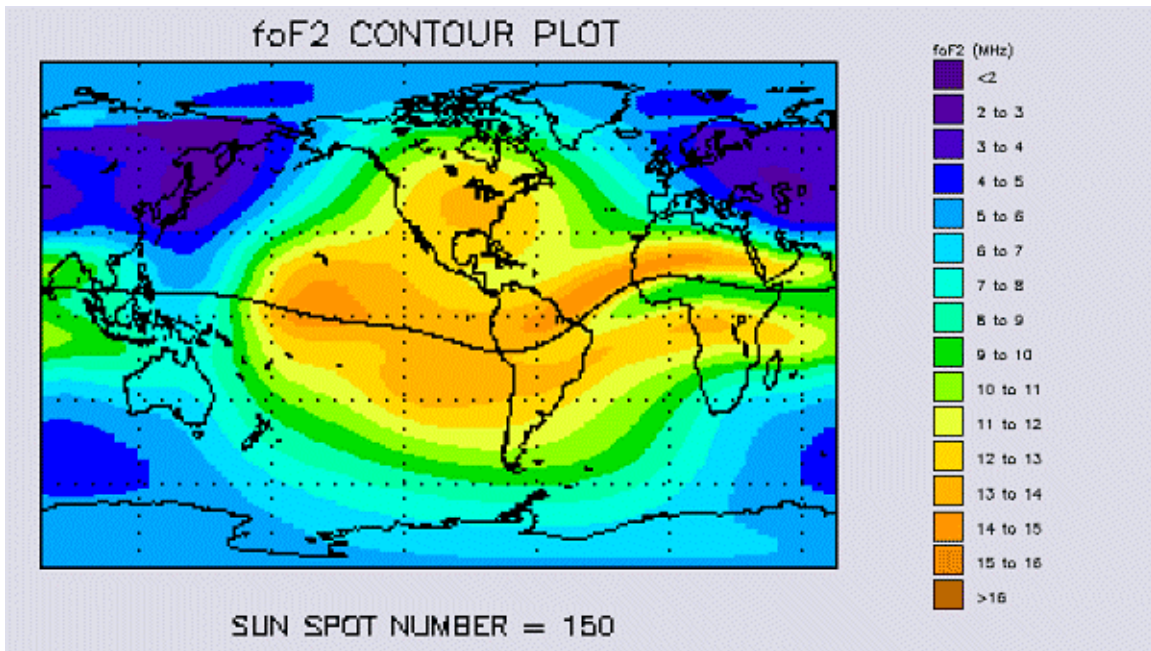 foF2 CONTOUR PLOT
foF2 (MHz)
<2
2 to 3
3 to 4
4 to 5
5 to 6
6 to 7
7 to 8
8 to 9
9 to 10
10 to 11
11 to 12
12 to 13
13 to 14
14 to 15
15 to 16
>16
SUN SPOT NUMBER = 150